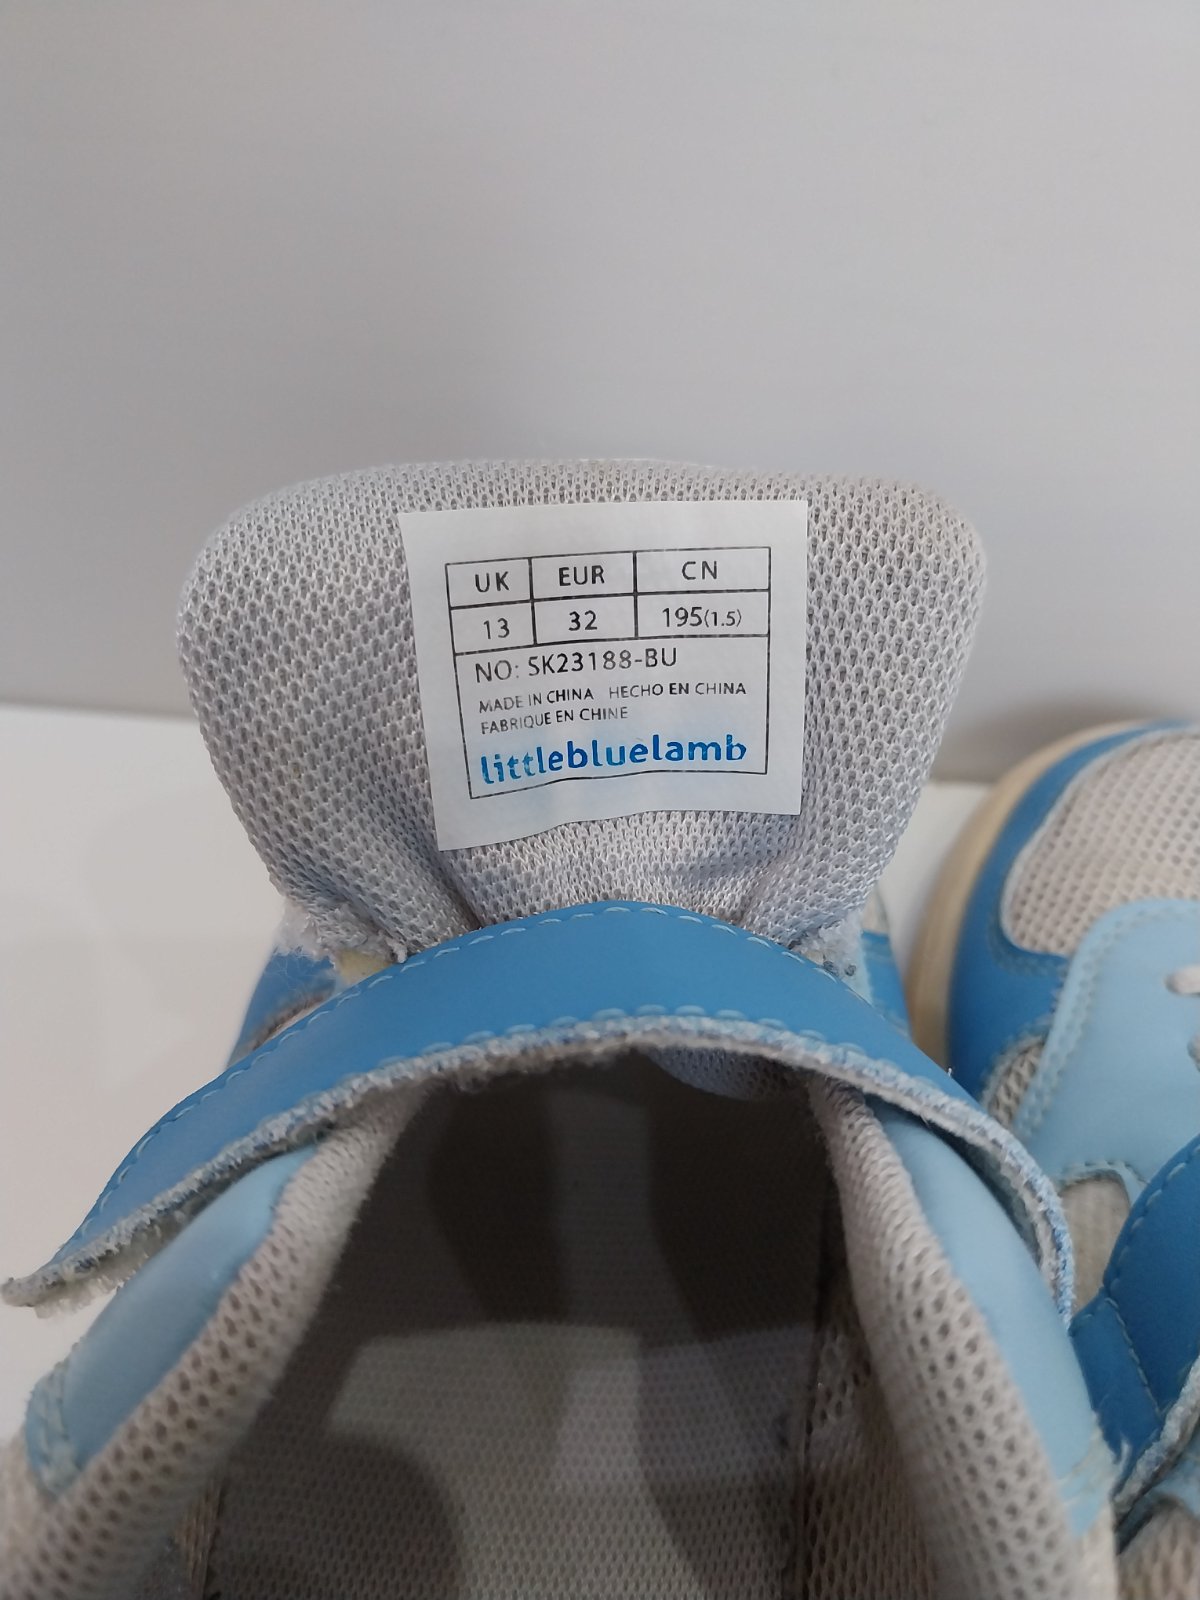 UK EUR CN
13 32 195(1.5)
NO: SK23188-BU
MADE IN CHINA HECHO EN CHINA
FABRIQUE EN CHINE
littlebluelamb